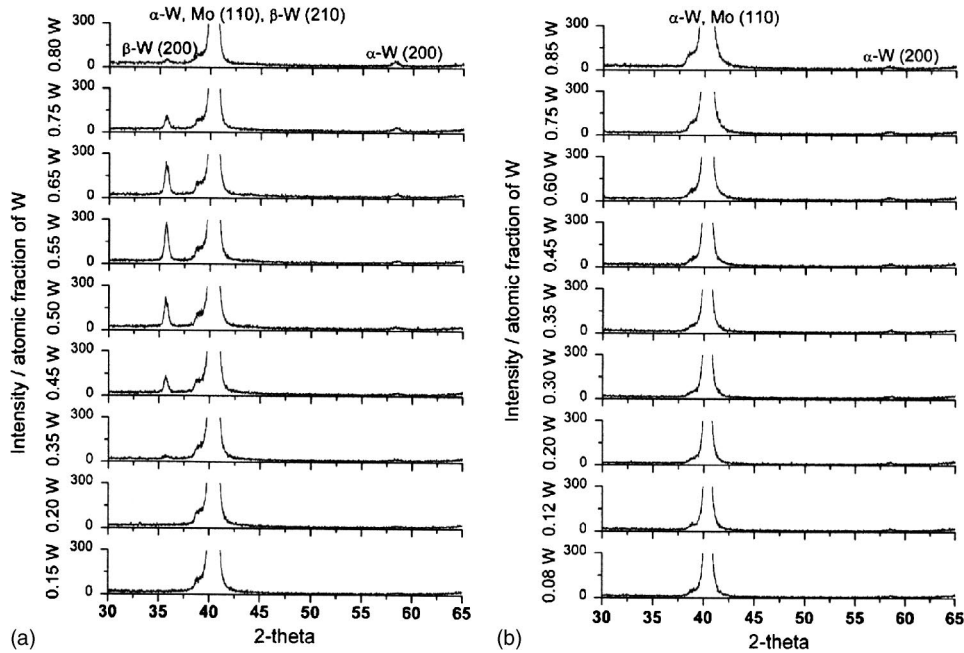 α-W, Mo (110), β-W (210)
β-W (200)
α-W (200)
300
0
0.80 W
300
0
0.75 W
300
0
0.65 W
300
0
0.55 W
300
0
0.50 W
300
0
0.45 W
300
0
0.35 W
300
0
0.20 W
300
0
0.15 W
Intensity / atomic fraction of W
30 35 40 45 50 55 60 65
2-theta
(a)
α-W, Mo (110)
α-W (200)
300
0
0.85 W
300
0
0.75 W
300
0
0.60 W
300
0
0.45 W
300
0
0.35 W
300
0
0.30 W
300
0
0.20 W
300
0
0.12 W
300
0
0.08 W
Intensity / atomic fraction of W
30 35 40 45 50 55 60 65
2-theta
(b)